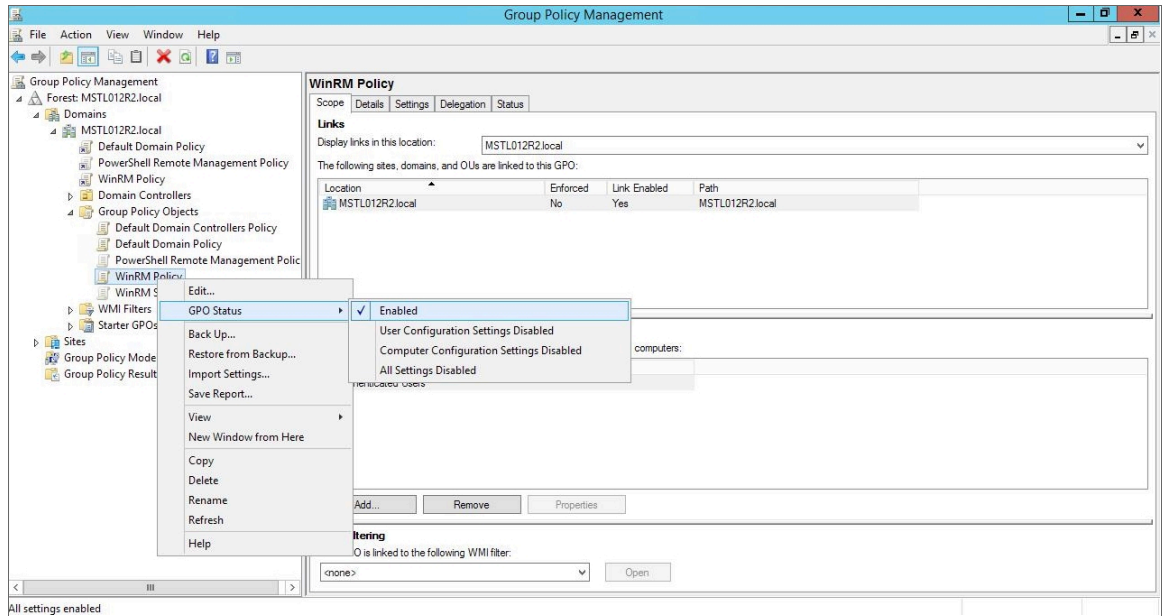 Group Policy Management
File Action View Window Help
Group Policy Management
Forest: MSTL012R2.local
Domains
MSTL012R2.local
Default Domain Policy
PowerShell Remote Management Policy
WinRM Policy
Domain Controllers
Group Policy Objects
Default Domain Controllers Policy
Default Domain Policy
PowerShell Remote Management Polic
WinRM Policy
WinRM S
WMI Filters
Starter GPOs
Sites
Group Policy Mode
Group Policy Result
Edit...
GPO Status
Back Up...
Restore from Backup...
Import Settings...
Save Report...
View
New Window from Here
Copy
Delete
Rename
Refresh
Help
Enabled
User Configuration Settings Disabled
Computer Configuration Settings Disabled
All Settings Disabled
WinRM Policy
Scope Details Settings Delegation Status
Links
Display links in this location: MSTL012R2.local
The following sites, domains, and OUs are linked to this GPO:
Location Enforced Link Enabled Path
MSTL012R2.local No Yes MSTL012R2.local
computers:
Users
Add... Remove Properties
ltering
O is linked to the following WMI filter:
<none> Open
All settings enabled